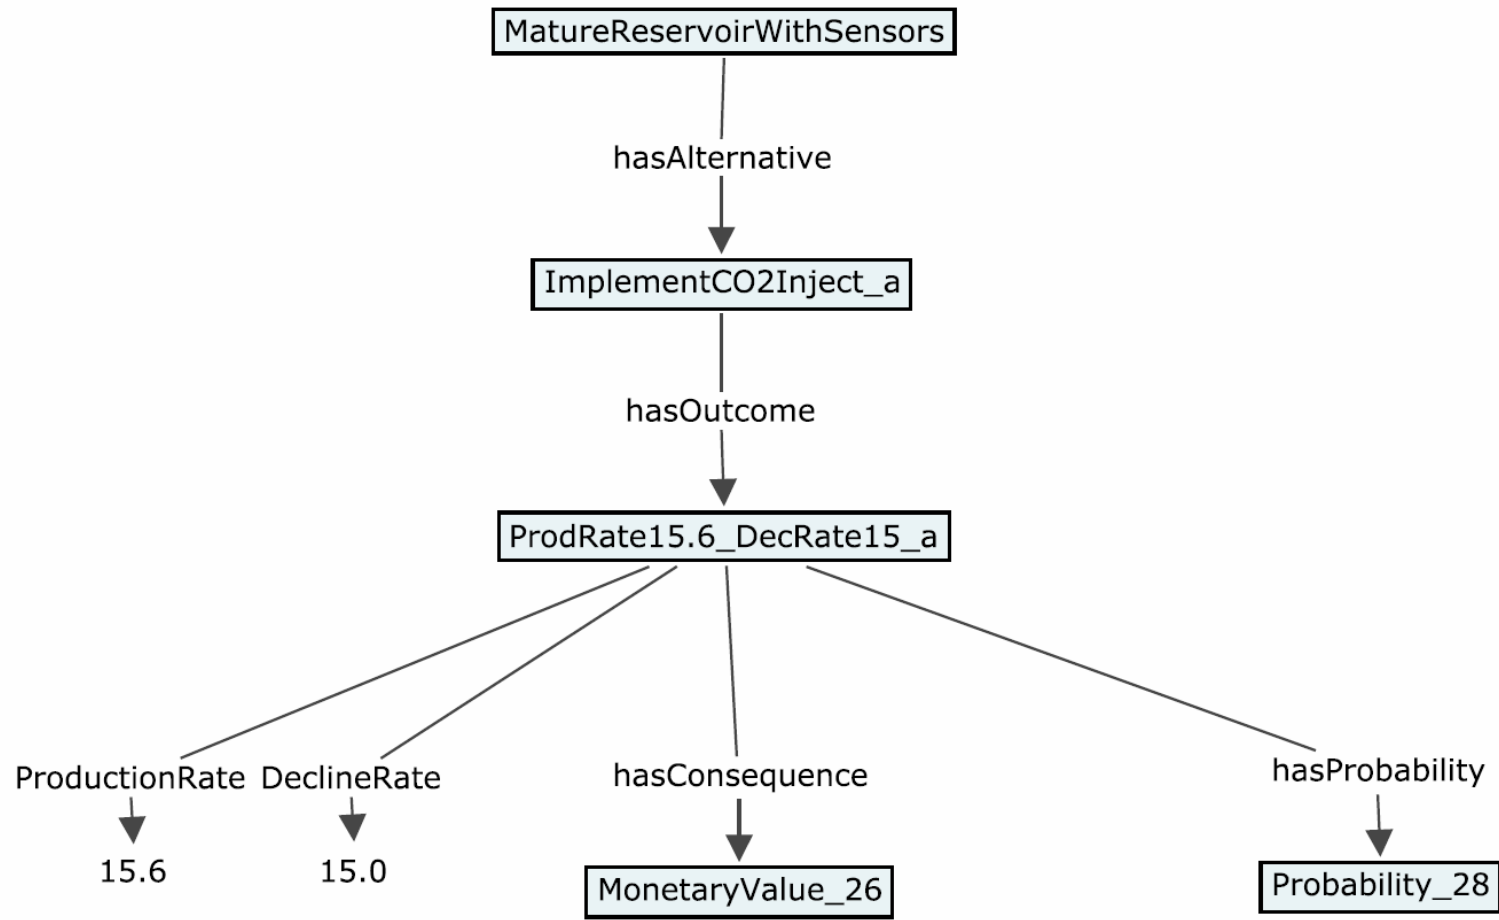 MatureReservoirWithSensors
hasAlternative
ImplementCO2Inject_a
hasOutcome
ProdRate15.6_DecRate15_a
ProductionRate DeclineRate hasConsequence hasProbability
15.6 15.0 MonetaryValue_26 Probability_28